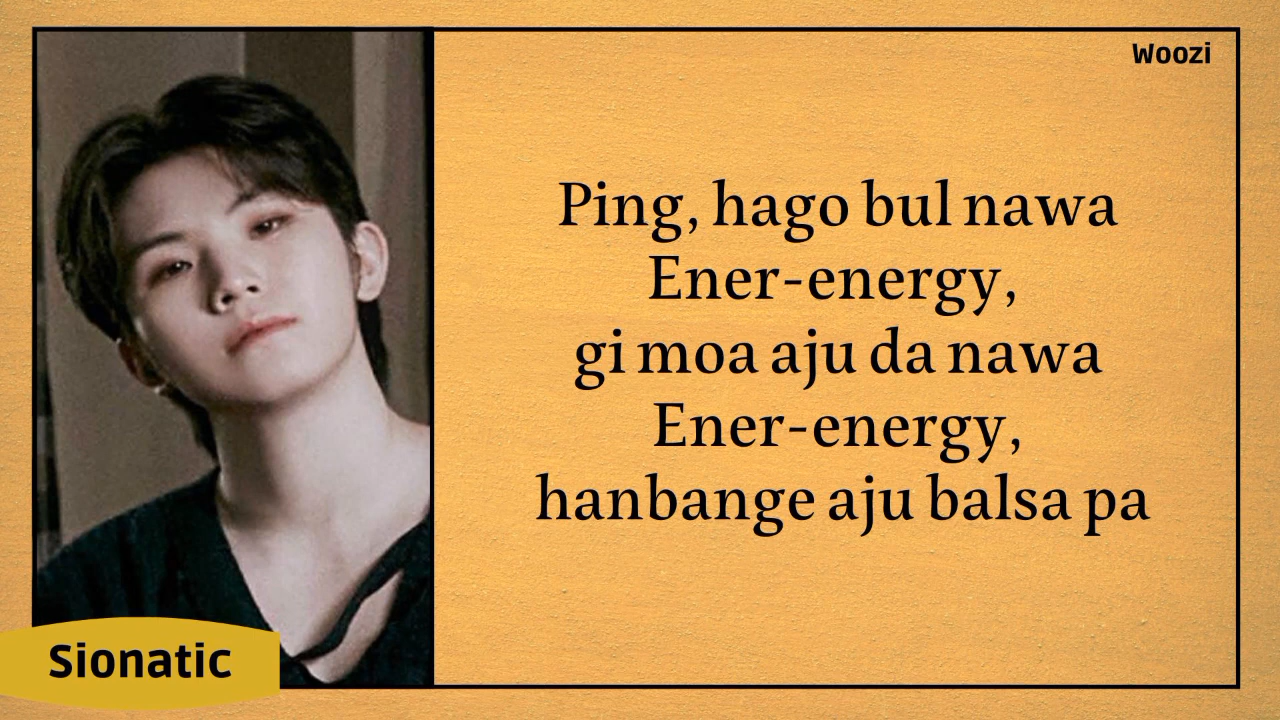 Woozi
Ping, hago bul nawa
Ener-energy,
gi moa aju da nawa
Ener-energy,
hanbange aju balsa pa
Sionatic